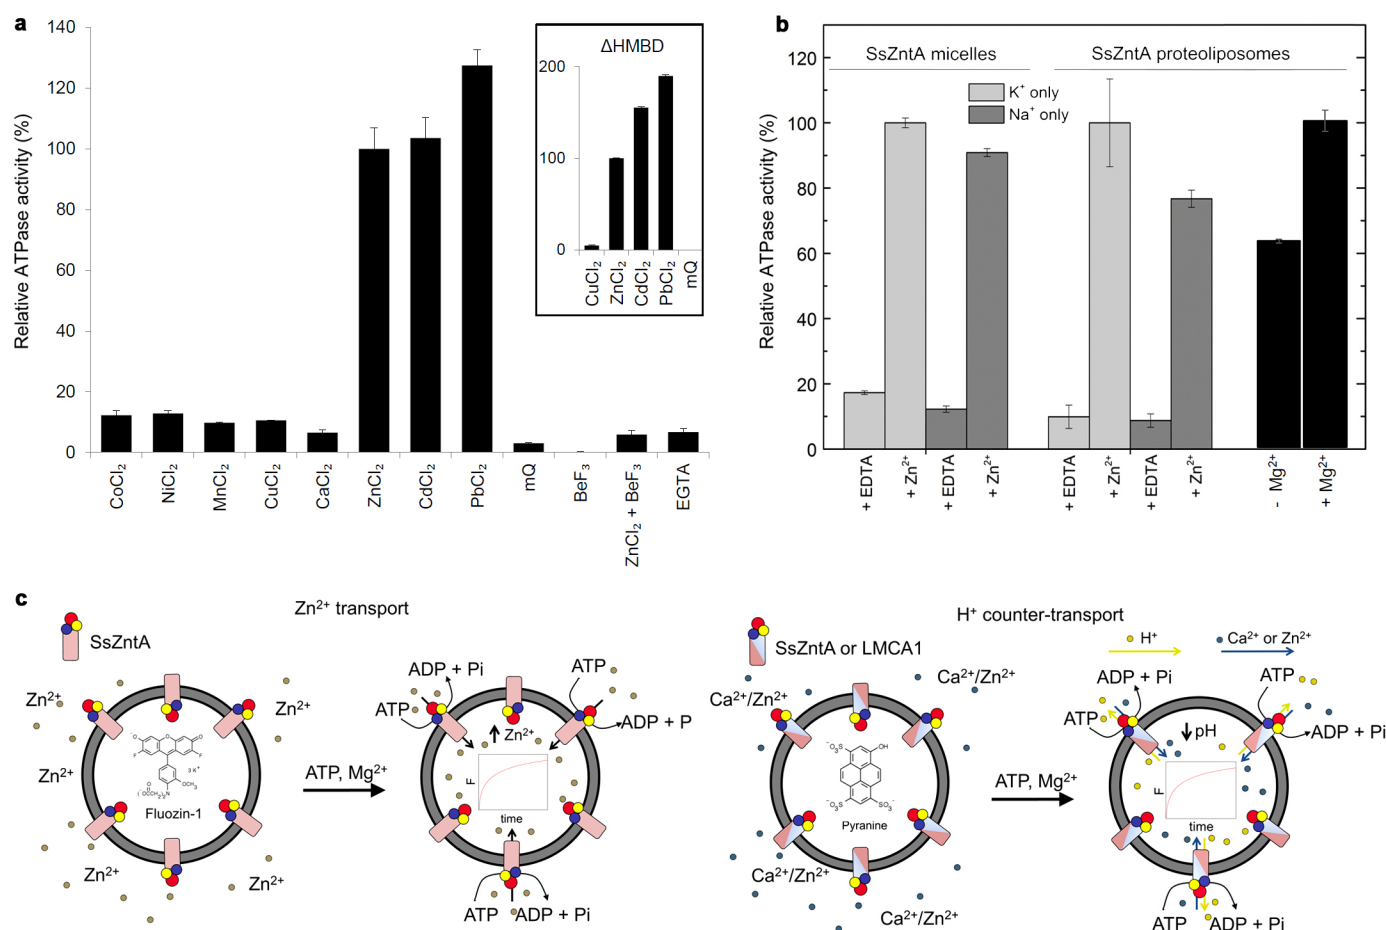 a
140
120
100
80
60
40
20
0
Relative ATPase activity (%)
CoCl₂
NiCl₂
MnCl₂
CuCl₂
CaCl₂
ZnCl₂
CdCl₂
PbCl₂
mQ
BeF₃
ZnCl₂ + BeF₃
EGTA
ΔHMBD
200
100
0
CuCl₂
ZnCl₂
CdCl₂
PbCl₂
mQ
b
120
100
80
60
40
20
0
Relative ATPase activity (%)
SsZntA micelles
SsZntA proteoliposomes
K⁺ only
Na⁺ only
+ EDTA
+ Zn²⁺
+ EDTA
+ Zn²⁺
+ EDTA
+ Zn²⁺
+ EDTA
+ Zn²⁺
- Mg²⁺
+ Mg²⁺
c
Zn²⁺ transport
SsZntA
Zn²⁺
Zn²⁺
Zn²⁺
Zn²⁺
Zn²⁺
3 K⁺
Fluozin-1
ATP, Mg²⁺
ADP + Pi
ATP
ATP
ADP + P
Zn²⁺
F
time
ATP
ADP + Pi
H⁺ counter-transport
SsZntA or LMCA1
Ca²⁺/Zn²⁺
Ca²⁺/Zn²⁺
Ca²⁺/Zn²⁺
Ca²⁺/Zn²⁺
OH
⁻O₃S
⁻O₃S
SO₃⁻
Pyranine
ATP, Mg²⁺
H⁺
Ca²⁺ or Zn²⁺
ADP + Pi
ATP
ATP
ADP + Pi
pH
F
time
ATP
ADP + Pi